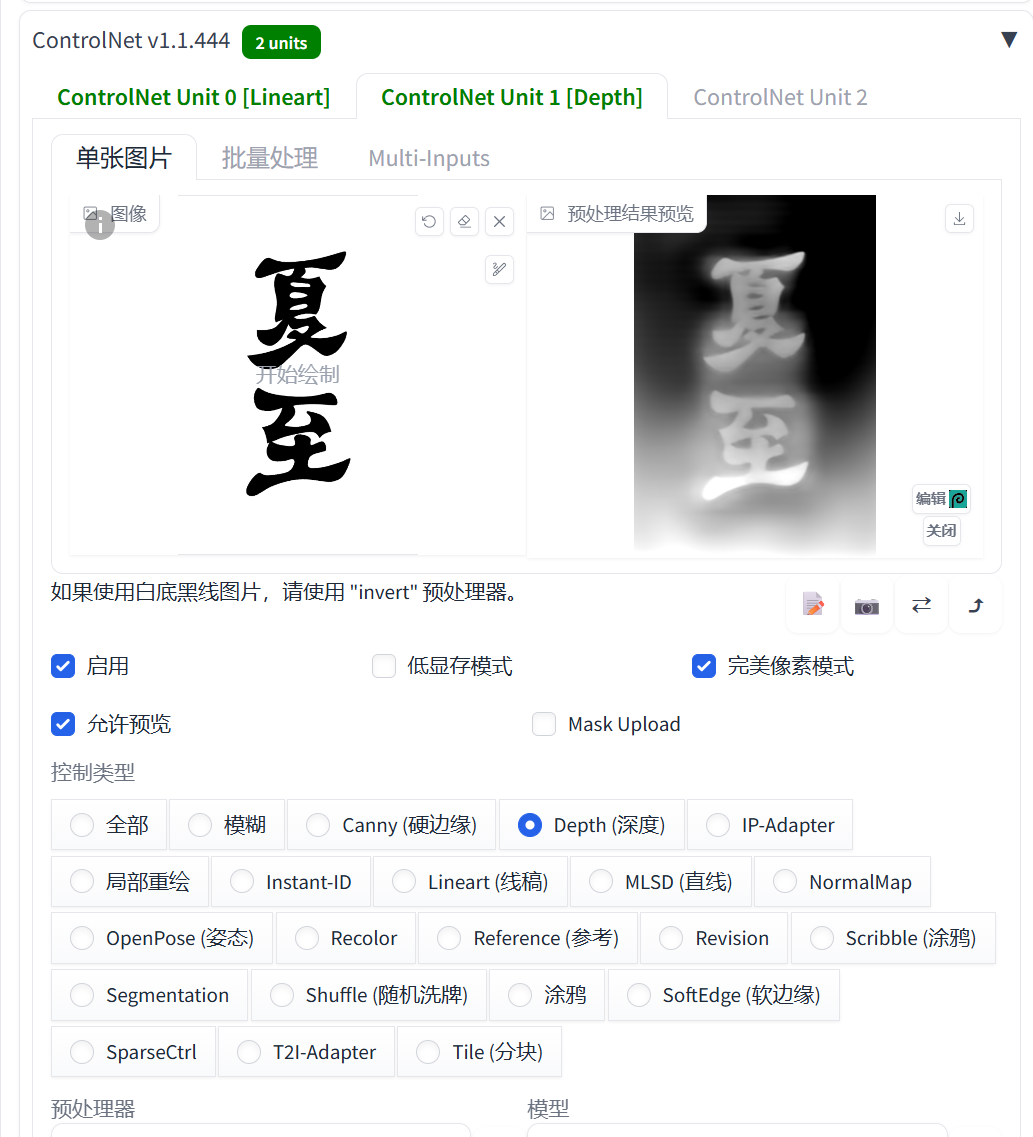 ControlNet v1.1.444 2 units ▼
ControlNet Unit 0 [Lineart] ControlNet Unit 1 [Depth] ControlNet Unit 2
单张图片 批量处理 Multi-Inputs
图像
预处理结果预览
夏至
开始绘制
夏至
编辑
关闭
如果使用白底黑线图片，请使用 "invert" 预处理器。
启用 低显存模式 完美像素模式
允许预览 Mask Upload
控制类型
全部 模糊 Canny (硬边缘) Depth (深度) IP-Adapter
局部重绘 Instant-ID Lineart (线稿) MLSD (直线) NormalMap
OpenPose (姿态) Recolor Reference (参考) Revision Scribble (涂鸦)
Segmentation Shuffle (随机洗牌) 涂鸦 SoftEdge (软边缘)
SparseCtrl T2I-Adapter Tile (分块)
预处理器 模型